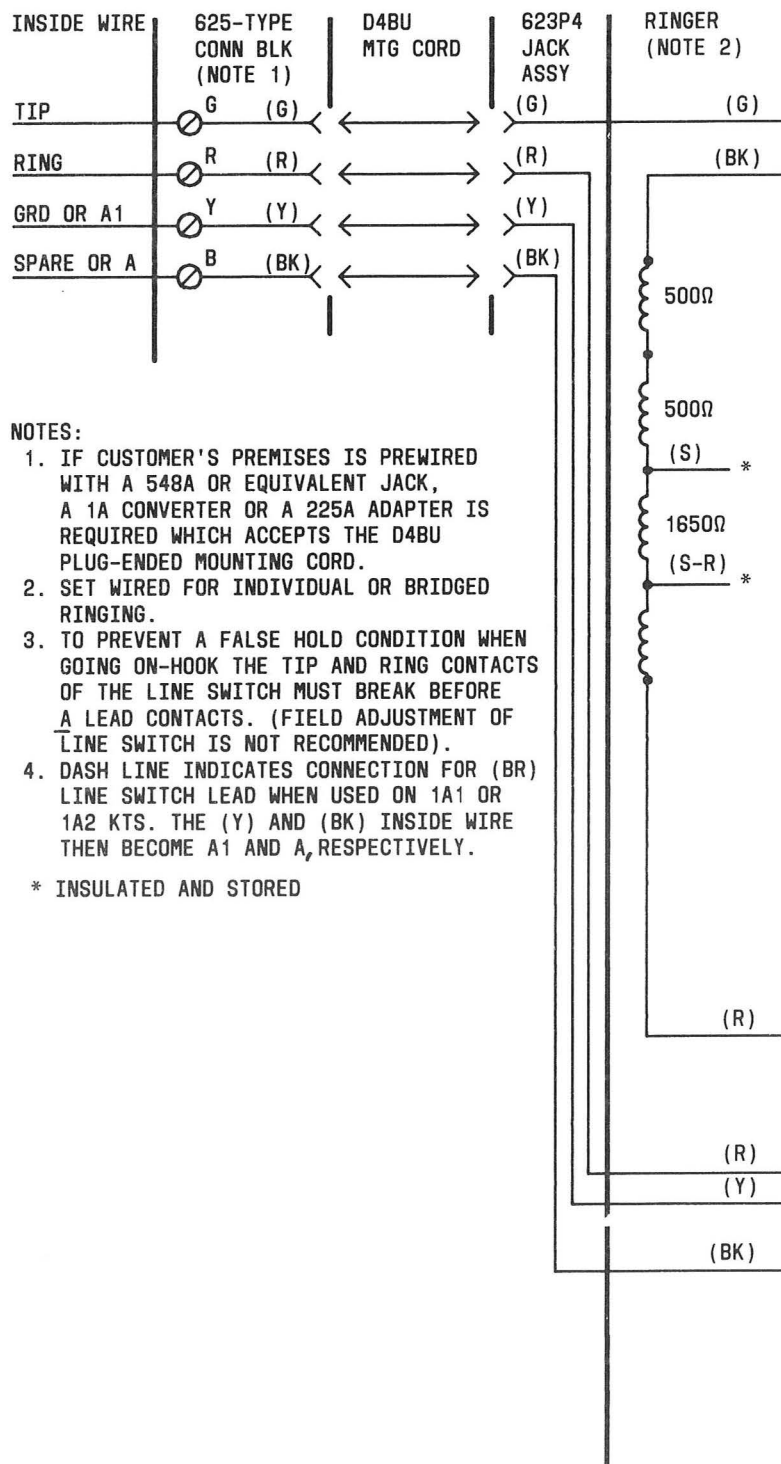 INSIDE WIRE
625-TYPE
CONN BLK
(NOTE 1)
D4BU
MTG CORD
623P4
JACK
ASSY
RINGER
(NOTE 2)
TIP
G
(G)
(G)
(G)
RING
R
(R)
(R)
(BK)
GRD OR A1
Y
(Y)
(Y)
SPARE OR A
B
(BK)
(BK)
500Ω
500Ω
(S)
*
1650Ω
(S-R)
*
NOTES:
1. IF CUSTOMER'S PREMISES IS PREWIRED
WITH A 548A OR EQUIVALENT JACK,
A 1A CONVERTER OR A 225A ADAPTER IS
REQUIRED WHICH ACCEPTS THE D4BU
PLUG-ENDED MOUNTING CORD.
2. SET WIRED FOR INDIVIDUAL OR BRIDGED
RINGING.
3. TO PREVENT A FALSE HOLD CONDITION WHEN
GOING ON-HOOK THE TIP AND RING CONTACTS
OF THE LINE SWITCH MUST BREAK BEFORE
A LEAD CONTACTS. (FIELD ADJUSTMENT OF
LINE SWITCH IS NOT RECOMMENDED).
4. DASH LINE INDICATES CONNECTION FOR (BR)
LINE SWITCH LEAD WHEN USED ON 1A1 OR
1A2 KTS. THE (Y) AND (BK) INSIDE WIRE
THEN BECOME A1 AND A, RESPECTIVELY.
* INSULATED AND STORED
(R)
(R)
(Y)
(BK)